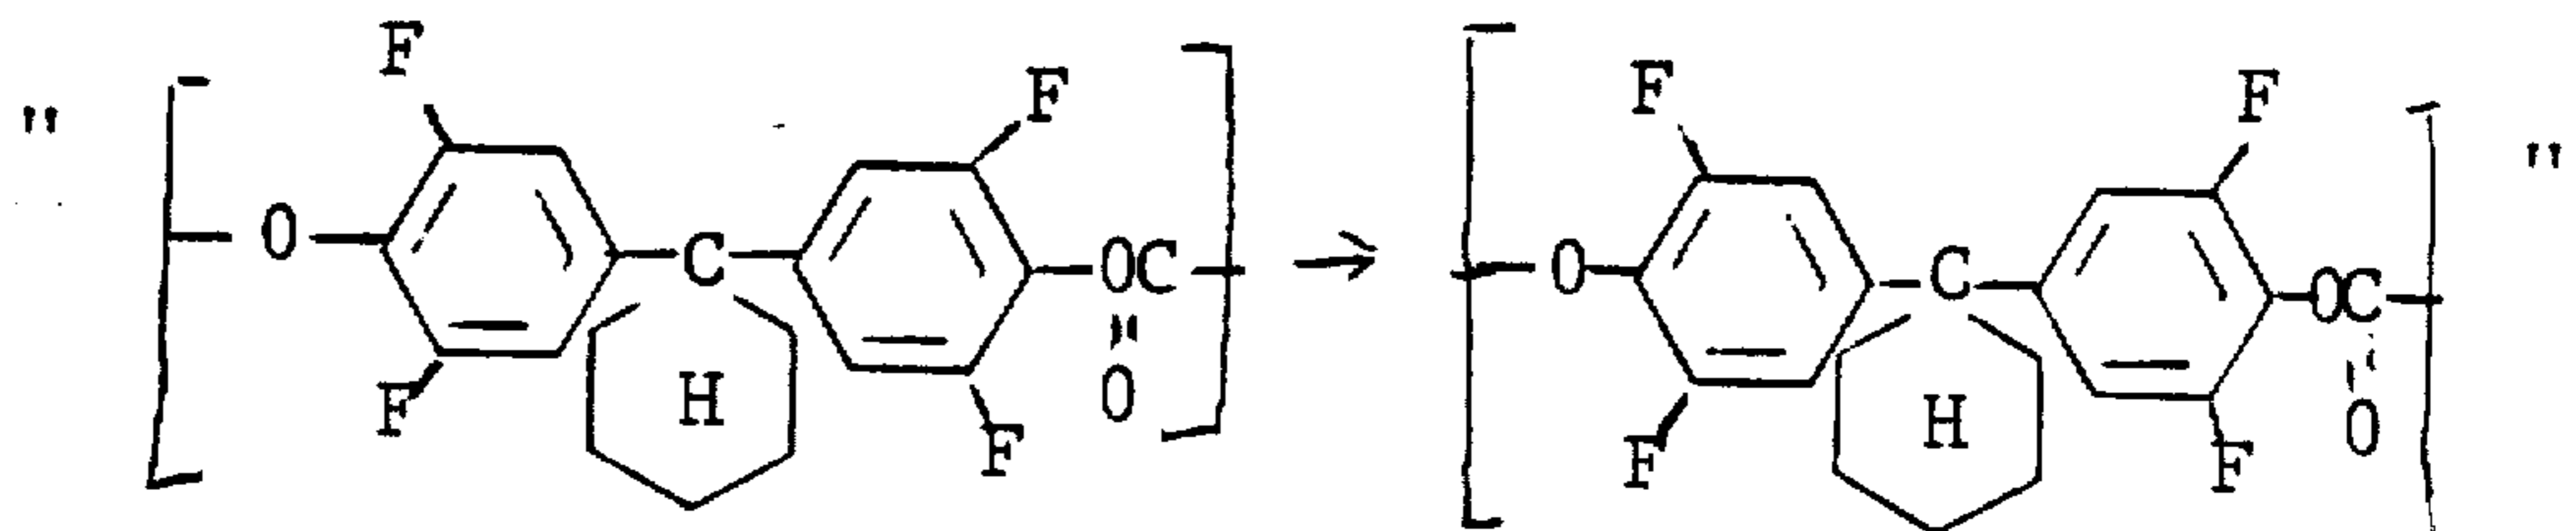 F F F F
" O C OC → O C OC "
O O
F H F F H F